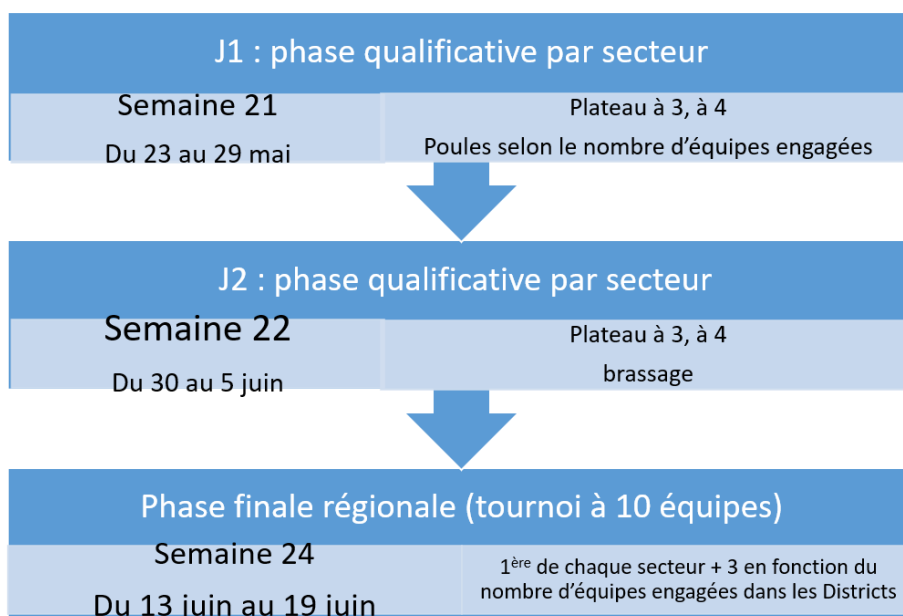 J1 : phase qualificative par secteur
Semaine 21
Du 23 au 29 mai
Plateau à 3, à 4
Poules selon le nombre d’équipes engagées
J2 : phase qualificative par secteur
Semaine 22
Du 30 au 5 juin
Plateau à 3, à 4
brassage
Phase finale régionale (tournoi à 10 équipes)
Semaine 24
Du 13 juin au 19 juin
1ère de chaque secteur + 3 en fonction du
nombre d’équipes engagées dans les Districts